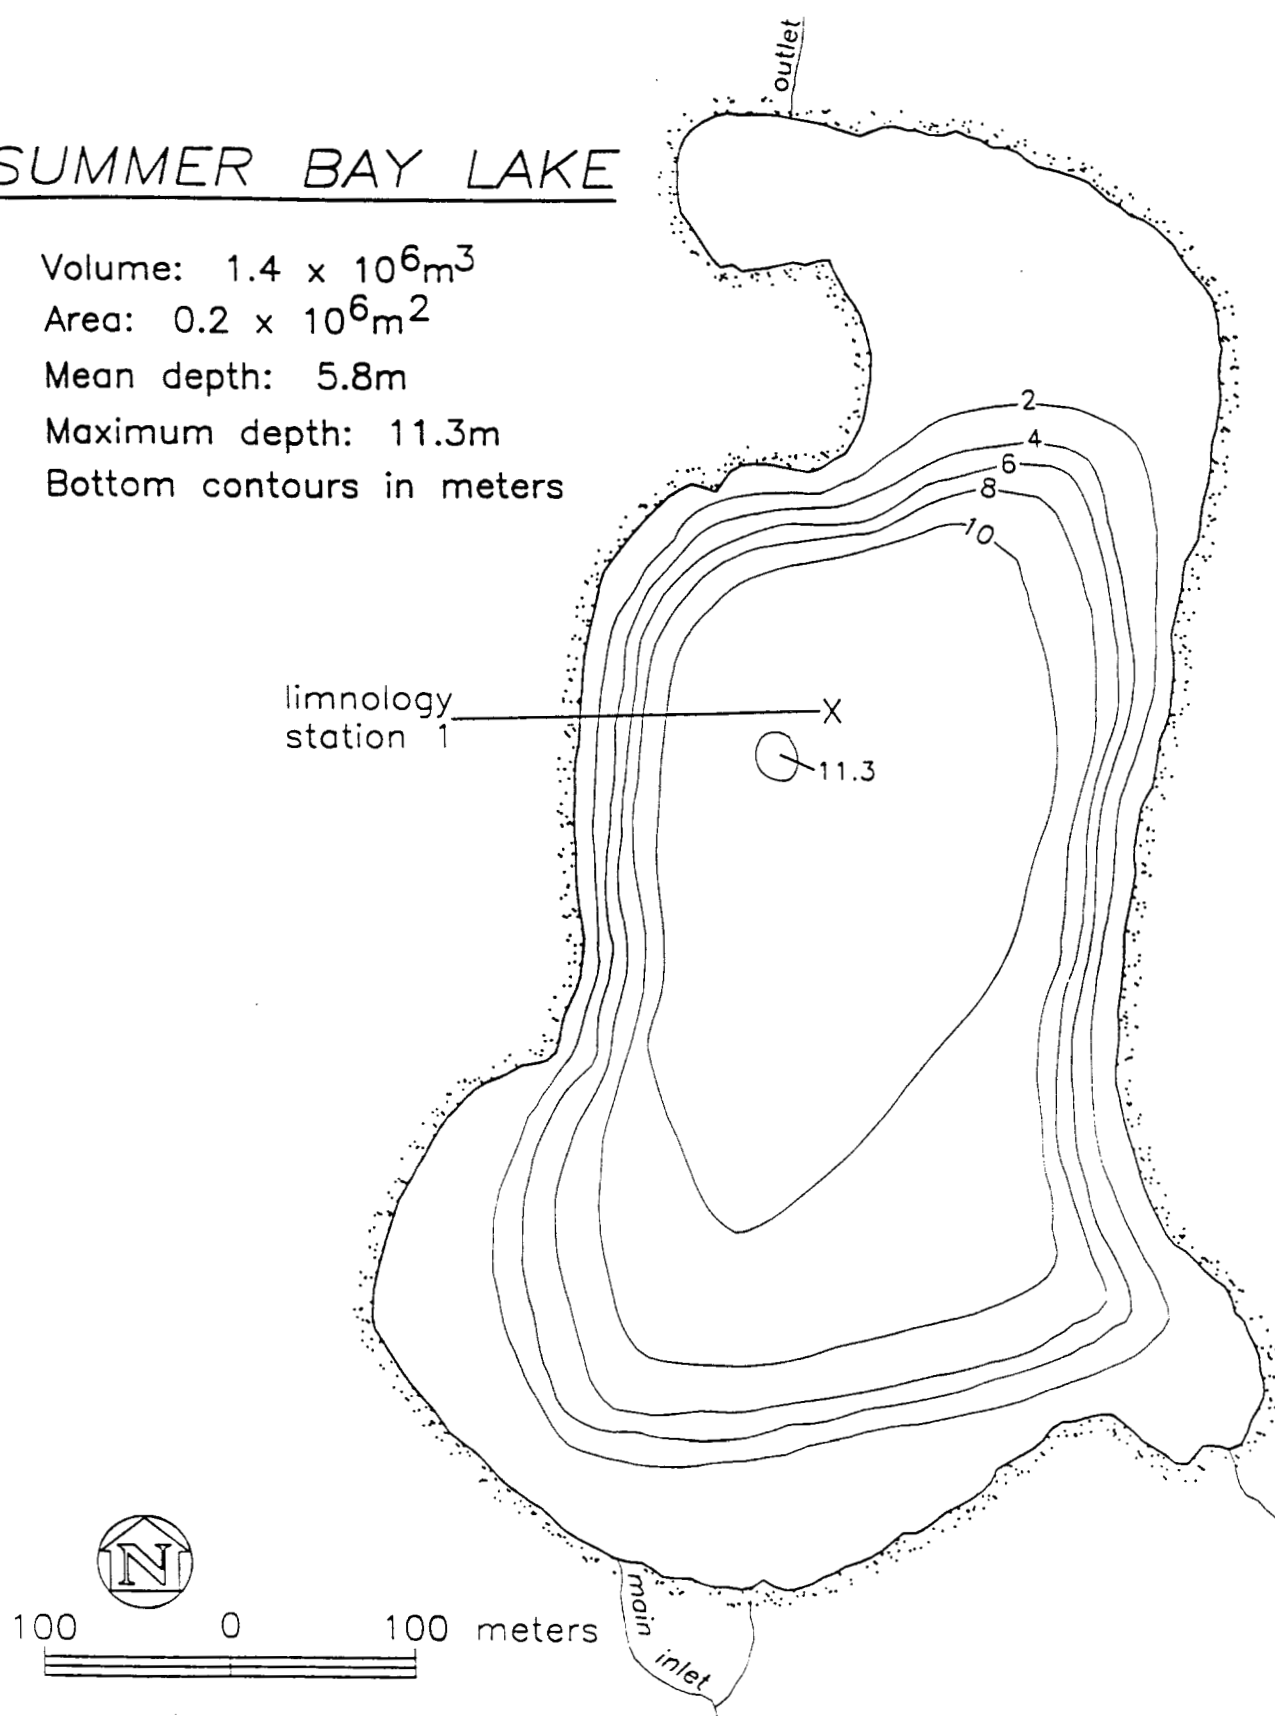 outlet
SUMMER BAY LAKE
Volume: 1.4 x 10⁶m³
Area: 0.2 x 10⁶m²
Mean depth: 5.8m
Maximum depth: 11.3m
Bottom contours in meters
2
4
6
8
10
limnology
station 1
X
11.3
N
100 0 100 meters
main
inlet